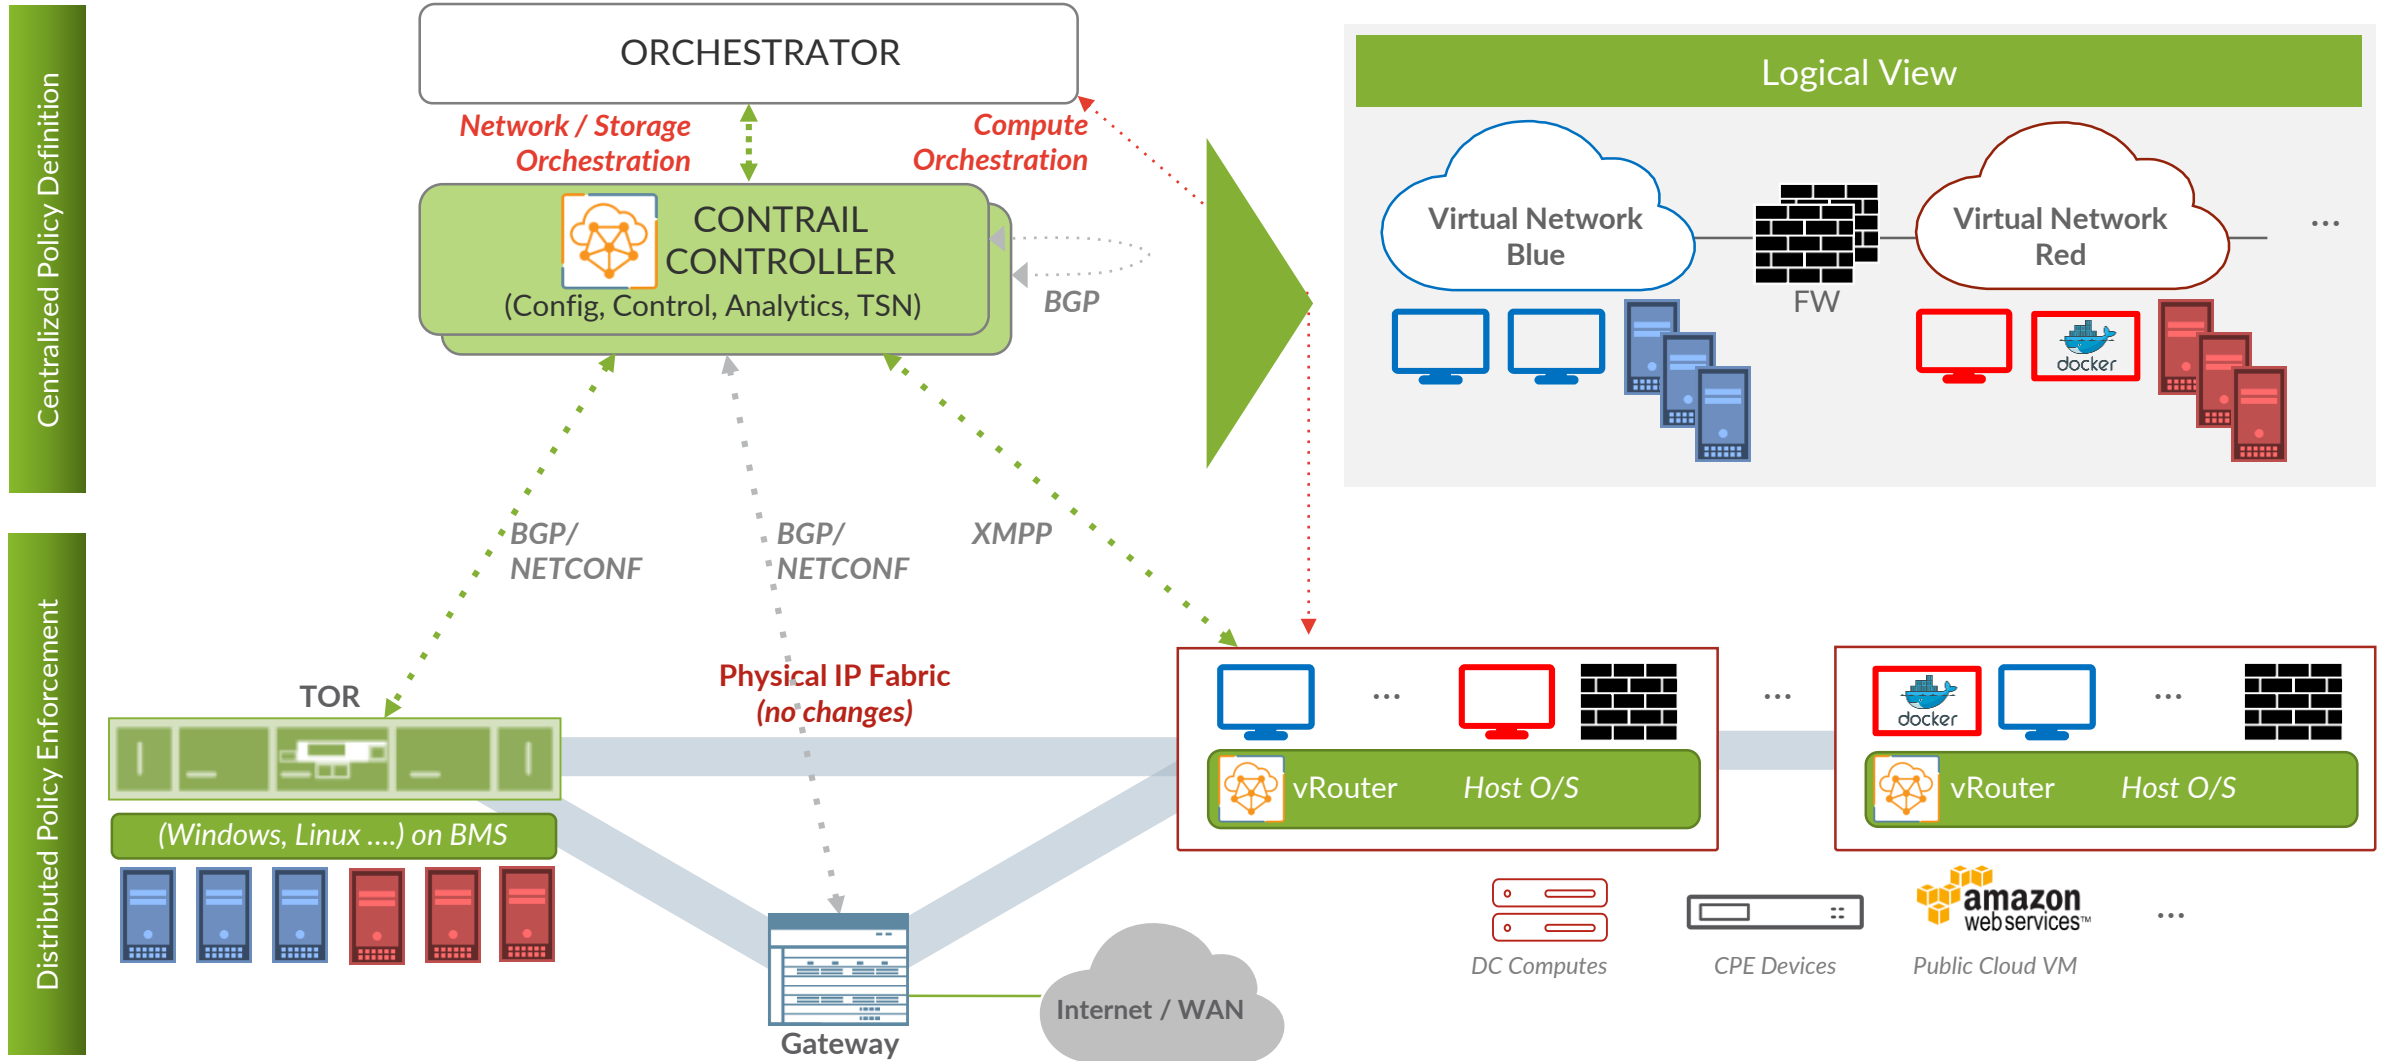 Centralized Policy Definition
ORCHESTRATOR
Network / Storage
Orchestration
Compute
Orchestration
CONTRAIL
CONTROLLER
(Config, Control, Analytics, TSN)
BGP
Logical View
Virtual Network
Blue
FW
Virtual Network
Red
...
docker
BGP/
NETCONF
BGP/
NETCONF
XMPP
Distributed Policy Enforcement
TOR
Physical IP Fabric
(no changes)
(Windows, Linux ....) on BMS
...
vRouter
Host O/S
...
docker
...
vRouter
Host O/S
Gateway
Internet / WAN
DC Computes
CPE Devices
amazon
webservices™
Public Cloud VM
...